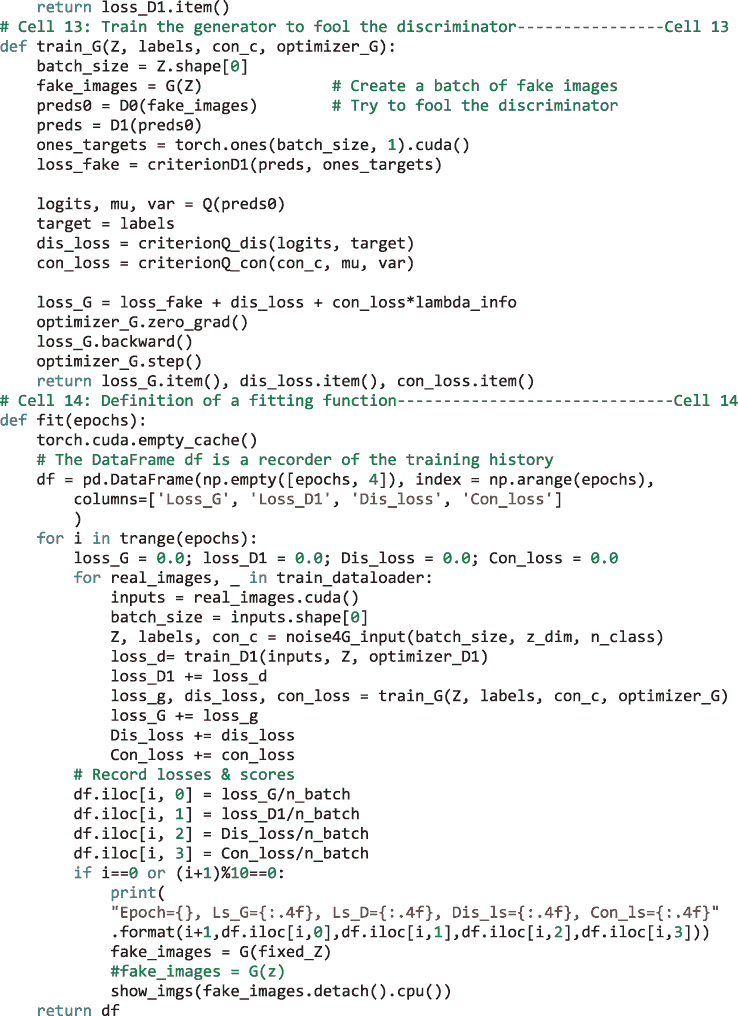 return loss_D1.item()
# Cell 13: Train the generator to fool the discriminator----------------Cell 13
def train_G(Z, labels, con_c, optimizer_G):
    batch_size = Z.shape[0]
    fake_images = G(Z)          # Create a batch of fake images
    preds0 = D0(fake_images)    # Try to fool the discriminator
    preds = D1(preds0)
    ones_targets = torch.ones(batch_size, 1).cuda()
    loss_fake = criterionD1(preds, ones_targets)

    logits, mu, var = Q(preds0)
    target = labels
    dis_loss = criterionQ_dis(logits, target)
    con_loss = criterionQ_con(con_c, mu, var)

    loss_G = loss_fake + dis_loss + con_loss*lambda_info
    optimizer_G.zero_grad()
    loss_G.backward()
    optimizer_G.step()
    return loss_G.item(), dis_loss.item(), con_loss.item()
# Cell 14: Definition of a fitting function------------------------------Cell 14
def fit(epochs):
    torch.cuda.empty_cache()
    # The DataFrame df is a recorder of the training history
    df = pd.DataFrame(np.empty([epochs, 4]), index = np.arange(epochs),
        columns=['Loss_G', 'Loss_D1', 'Dis_loss', 'Con_loss']
        )
    for i in trange(epochs):
        loss_G = 0.0; loss_D1 = 0.0; Dis_loss = 0.0; Con_loss = 0.0
        for real_images, _ in train_dataloader:
            inputs = real_images.cuda()
            batch_size = inputs.shape[0]
            Z, labels, con_c = noise4G_input(batch_size, z_dim, n_class)
            loss_d= train_D1(inputs, Z, optimizer_D1)
            loss_D1 += loss_d
            loss_g, dis_loss, con_loss = train_G(Z, labels, con_c, optimizer_G)
            loss_G += loss_g
            Dis_loss += dis_loss
            Con_loss += con_loss
        # Record losses & scores
        df.iloc[i, 0] = loss_G/n_batch
        df.iloc[i, 1] = loss_D1/n_batch
        df.iloc[i, 2] = Dis_loss/n_batch
        df.iloc[i, 3] = Con_loss/n_batch
        if i==0 or (i+1)%10==0:
            print(
            "Epoch={}, Ls_G={:.4f}, Ls_D={:.4f}, Dis_ls={:.4f}, Con_ls={:.4f}"
            .format(i+1,df.iloc[i,0],df.iloc[i,1],df.iloc[i,2],df.iloc[i,3]))
            fake_images = G(fixed_Z)
            #fake_images = G(z)
            show_imgs(fake_images.detach().cpu())
    return df